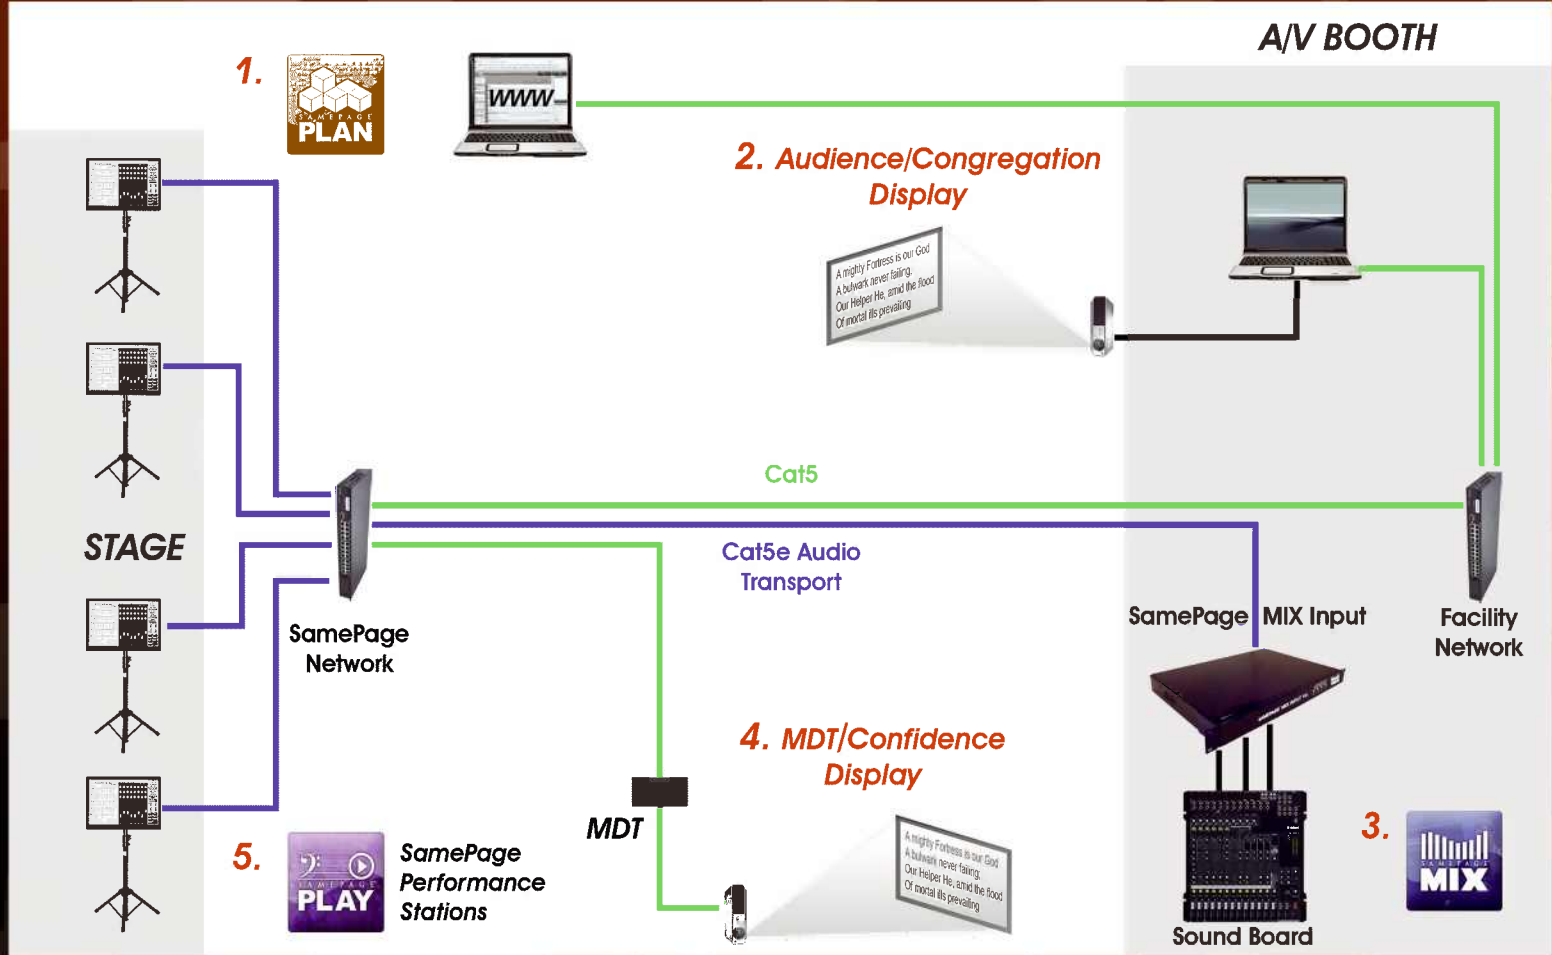 A/V BOOTH
1.
SAMEPAGE
PLAN
WWW
2. Audience/Congregation
Display
A mighty Fortress is our God
A bulwark never failing;
Our Helper He, amid the flood
Of mortal ills prevailing
Cat5
STAGE
Cat5e Audio
Transport
SamePage
Network
SamePage MIX Input
Facility
Network
4. MDT/Confidence
Display
MDT
A mighty Fortress is our God
A bulwark never failing;
Our Helper He, amid the flood
Of mortal ills prevailing
5.
SAMEPAGE
PLAY
SamePage
Performance
Stations
3.
SAMEPAGE
MIX
Sound Board